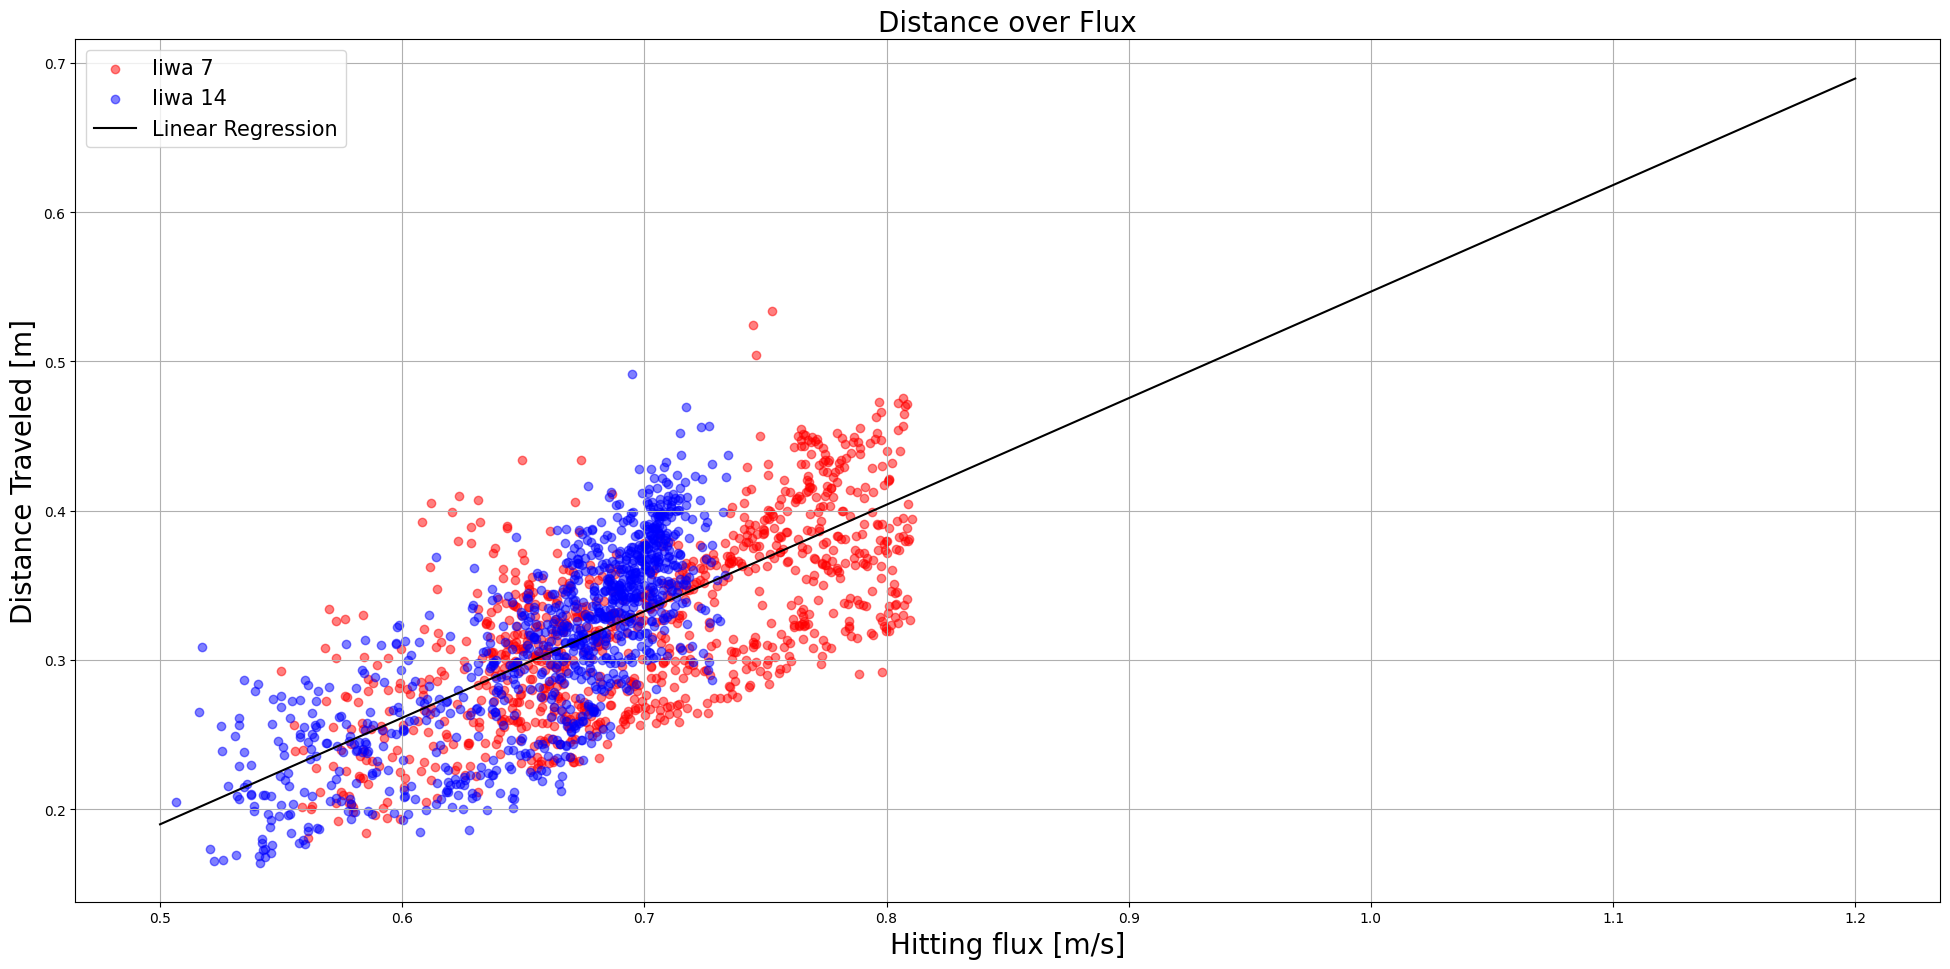 Distance over Flux
Iiwa 7
Iiwa 14
Linear Regression
Distance Traveled [m]
0.7
0.6
0.5
0.4
0.3
0.2
0.5 0.6 0.7 0.8 0.9 1.0 1.1 1.2
Hitting flux [m/s]